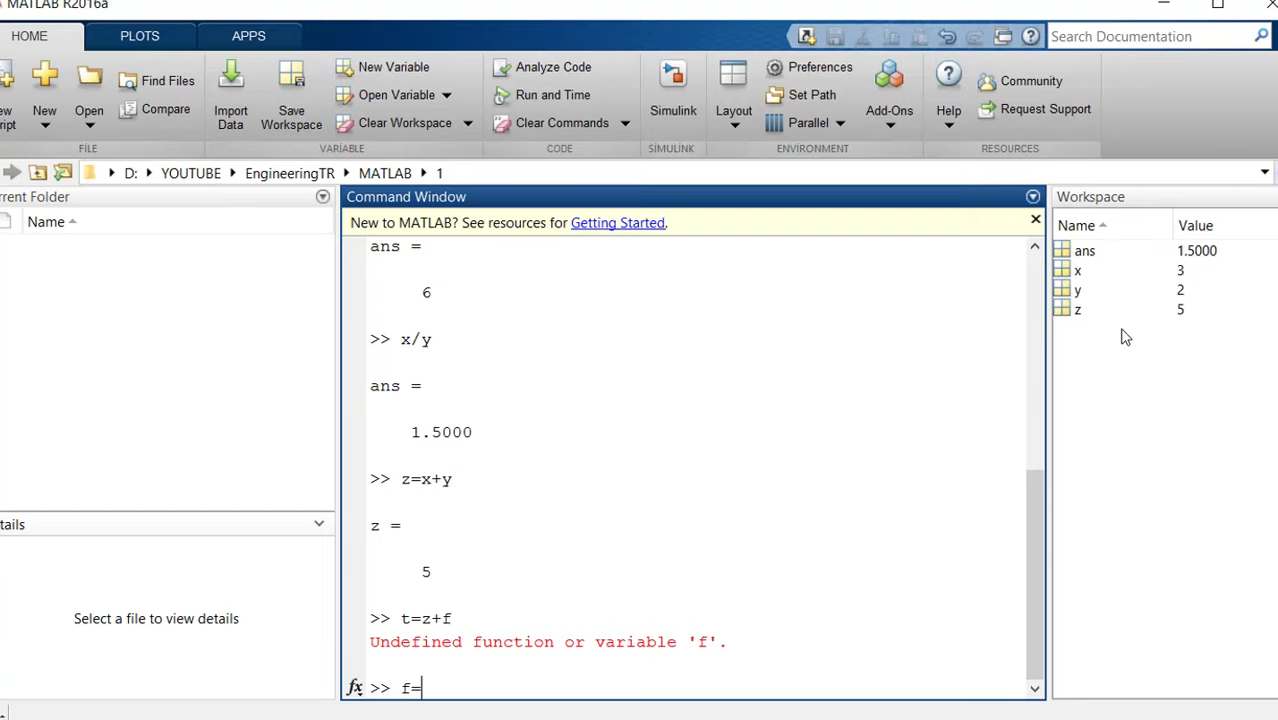 MATLAB R2016a
HOME PLOTS APPS
Search Documentation
New Open Find Files Compare
FILE
Import Data
Save Workspace
New Variable
Open Variable
Clear Workspace
VARIABLE
Analyze Code
Run and Time
Clear Commands
CODE
Simulink
SIMULINK
Layout
Preferences
Set Path
Parallel
Add-Ons
ENVIRONMENT
Help
Community
Request Support
RESOURCES
D: YOUTUBE EngineeringTR MATLAB 1
rrent Folder
Name
tails
Select a file to view details
Command Window
New to MATLAB? See resources for Getting Started.
ans =
6
>> x/y
ans =
1.5000
>> z=x+y
z =
5
>> t=z+f
Undefined function or variable 'f'.
fx >> f=
Workspace
Name Value
ans 1.5000
x 3
y 2
z 5